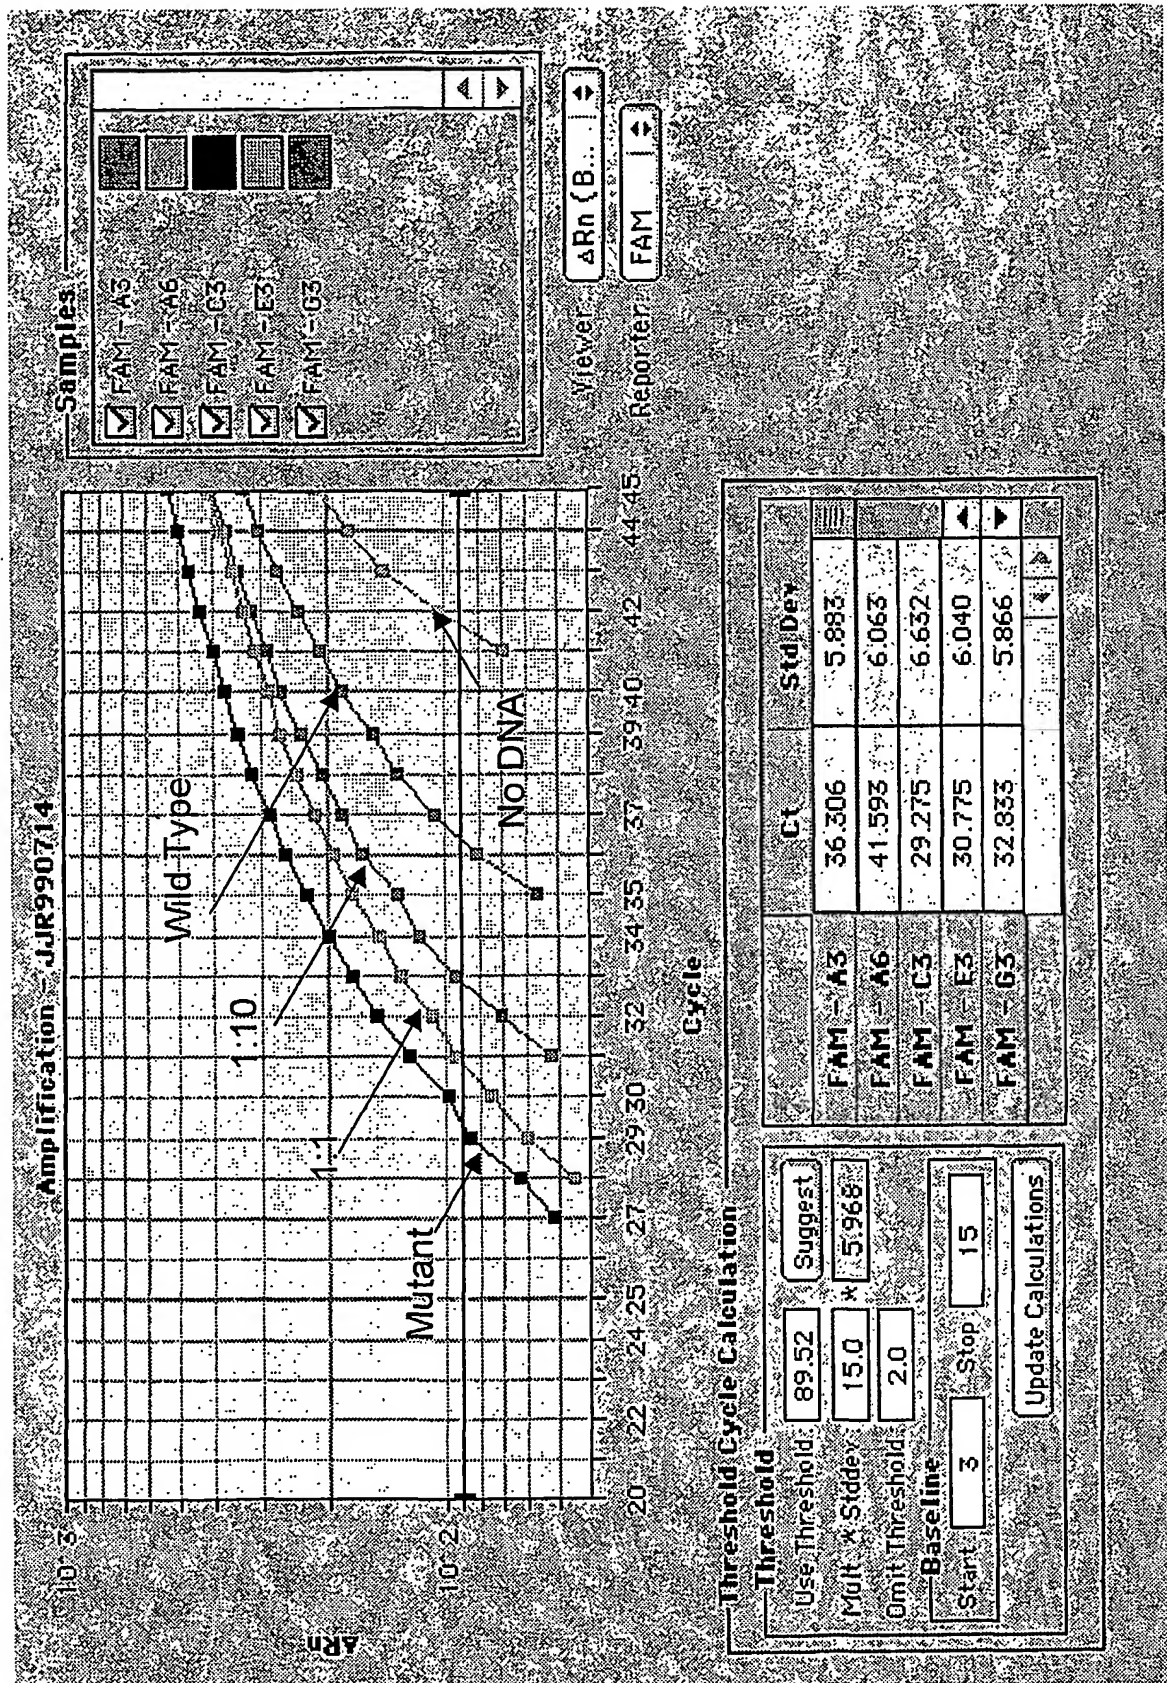 Amplification - JJR990714
ΔRn
10^3
10^2
Mutant
1:1
1:10
Wild Type
No DNA
20 22 24 25 27 29 30 32 34 35 37 39 40 42 44 45
Cycle
Samples
FAM - A3
FAM - A6
FAM - C3
FAM - E3
FAM - G3
Viewer: ΔRn (B...
Reporter: FAM
Threshold Cycle Calculation
Threshold
Use Threshold: 89.52 Suggest
Mult. * Stddev: 15.0 * 5.968
Omit Threshold: 2.0
Baseline
Start 3 Stop 15
Update Calculations
Ct Std Dev
FAM - A3 36.306 5.883
FAM - A6 41.593 6.063
FAM - C3 29.275 6.632
FAM - E3 30.775 6.040
FAM - G3 32.833 5.866